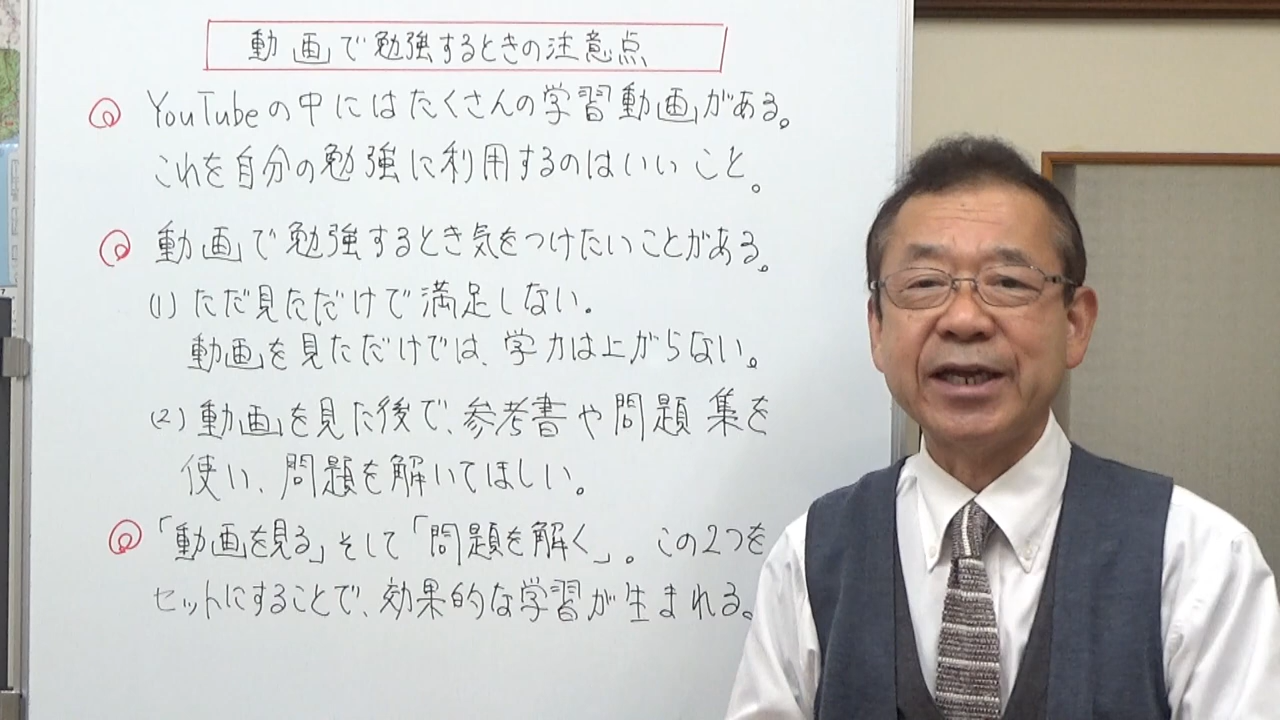 動画で勉強するときの注意点
YouTubeの中にはたくさんの学習動画がある。
これを自分の勉強に利用するのはいいこと。
動画で勉強するとき気をつけたいことがある。
(1) ただ見ただけで満足しない。
動画を見ただけでは、学力は上がらない。
(2) 動画を見た後で、参考書や問題集を
使い、問題を解いてほしい。
「動画を見る」そして「問題を解く」。この2つを
セットにすることで、効果的な学習が生まれる。